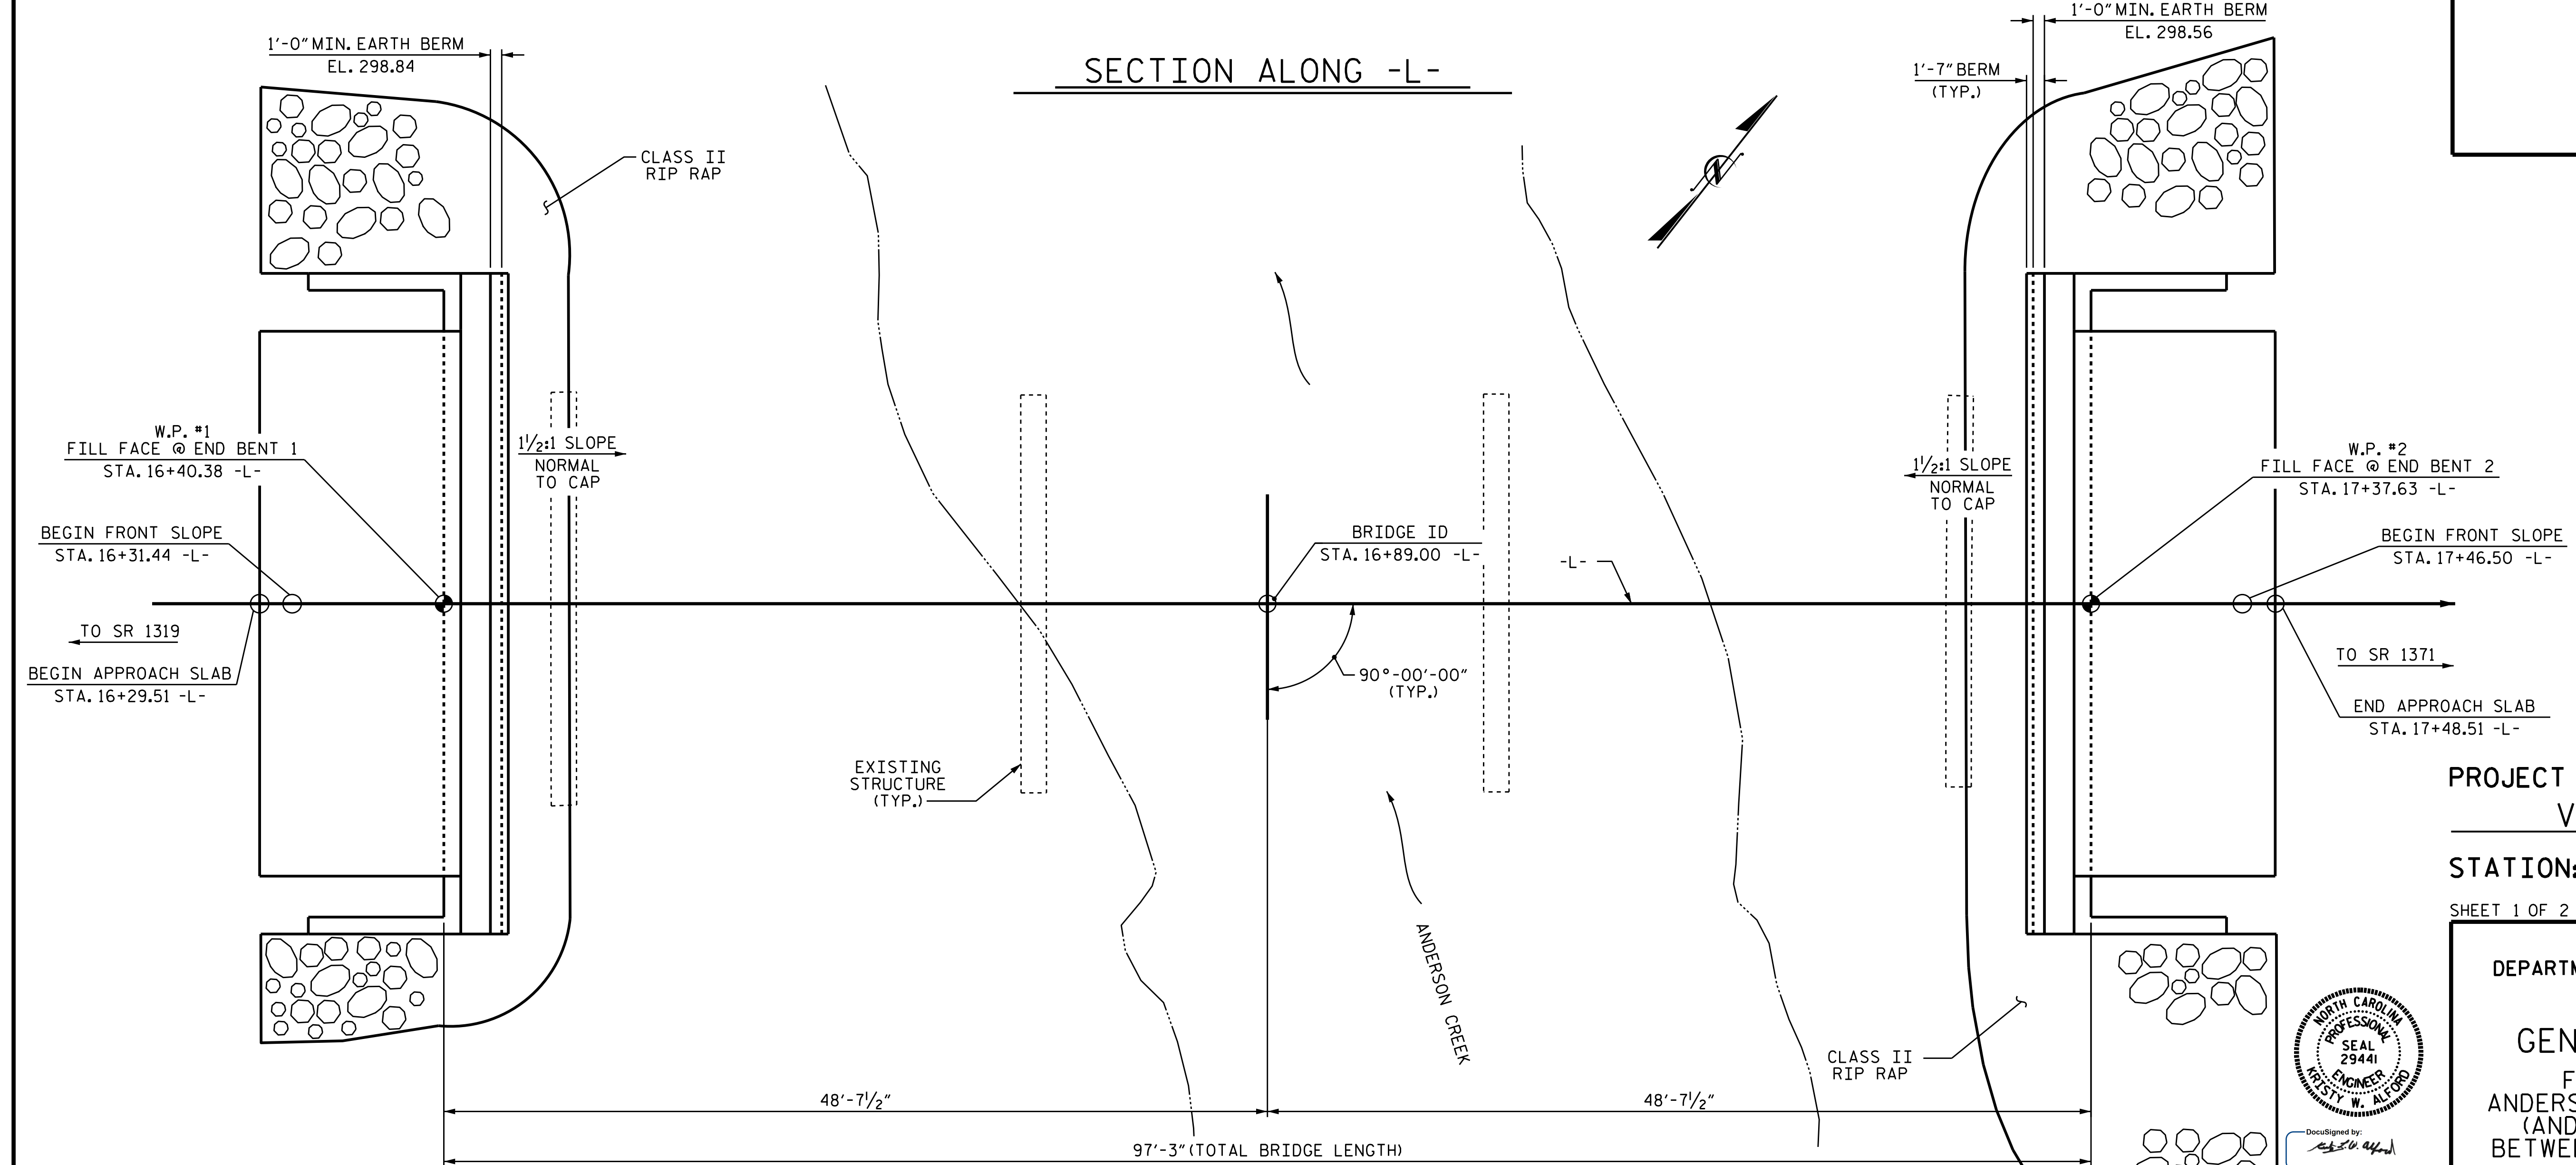 1'-0" MIN. EARTH BERM
EL. 298.84
SECTION ALONG -L-
1'-0" MIN. EARTH BERM
EL. 298.56
1'-7" BERM
(TYP.)
CLASS II
RIP RAP
N
W.P. #1
FILL FACE @ END BENT 1
STA. 16+40.38 -L-
1½:1 SLOPE
NORMAL
TO CAP
1½:1 SLOPE
NORMAL
TO CAP
W.P. #2
FILL FACE @ END BENT 2
STA. 17+37.63 -L-
BEGIN FRONT SLOPE
STA. 16+31.44 -L-
BRIDGE ID
STA. 16+89.00 -L-
-L-
BEGIN FRONT SLOPE
STA. 17+46.50 -L-
TO SR 1319
BEGIN APPROACH SLAB
STA. 16+29.51 -L-
90°-00'-00"
(TYP.)
TO SR 1371
END APPROACH SLAB
STA. 17+48.51 -L-
EXISTING
STRUCTURE
(TYP.)
ANDERSON CREEK
CLASS II
RIP RAP
48'-7½"
48'-7½"
97'-3" (TOTAL BRIDGE LENGTH)
PROJECT
V
STATION:
SHEET 1 OF 2
DEPARTM
GEN
F
ANDERS
(AND
BETWE
NORTH CAROLINA
PROFESSIONAL
SEAL
29441
ENGINEER
KRISTY W. ALFORD
DocuSigned by: